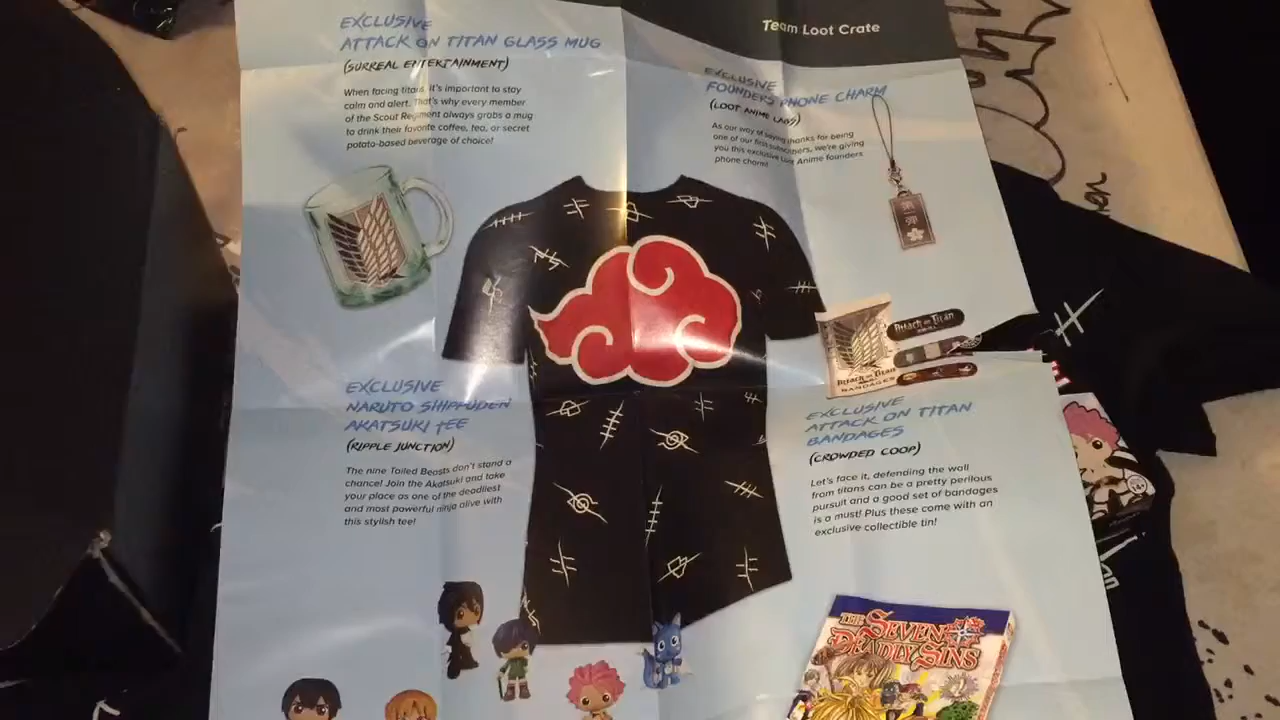 Team Loot Crate
EXCLUSIVE
ATTACK ON TITAN GLASS MUG
(SURREAL ENTERTAINMENT)
When facing titans, it's important to stay
calm and alert. That's why every member
of the Scout Regiment always grabs a mug
to drink their favorite coffee, tea, or secret
potato-based beverage of choice!
EXCLUSIVE
FOUNDERS PHONE CHARM
(LOOT ANIME LABS)
As our way of saying thanks for being
one of our first subscribers, we're giving
you this exclusive Loot Anime founders
phone charm!
第一弾
Attack on Titan
Attack on Titan
BANDAGES
EXCLUSIVE
NARUTO SHIPPUDEN
AKATSUKI TEE
(RIPPLE JUNCTION)
The nine Tailed Beasts don't stand a
chance! Join the Akatsuki and take
your place as one of the deadliest
and most powerful ninja alive with
this stylish tee!
EXCLUSIVE
ATTACK ON TITAN
BANDAGES
(CROWDED COOP)
Let's face it, defending the wall
from titans can be a pretty perilous
pursuit and a good set of bandages
is a must! Plus these come with an
exclusive collectible tin!
THE SEVEN
DEADLY SINS